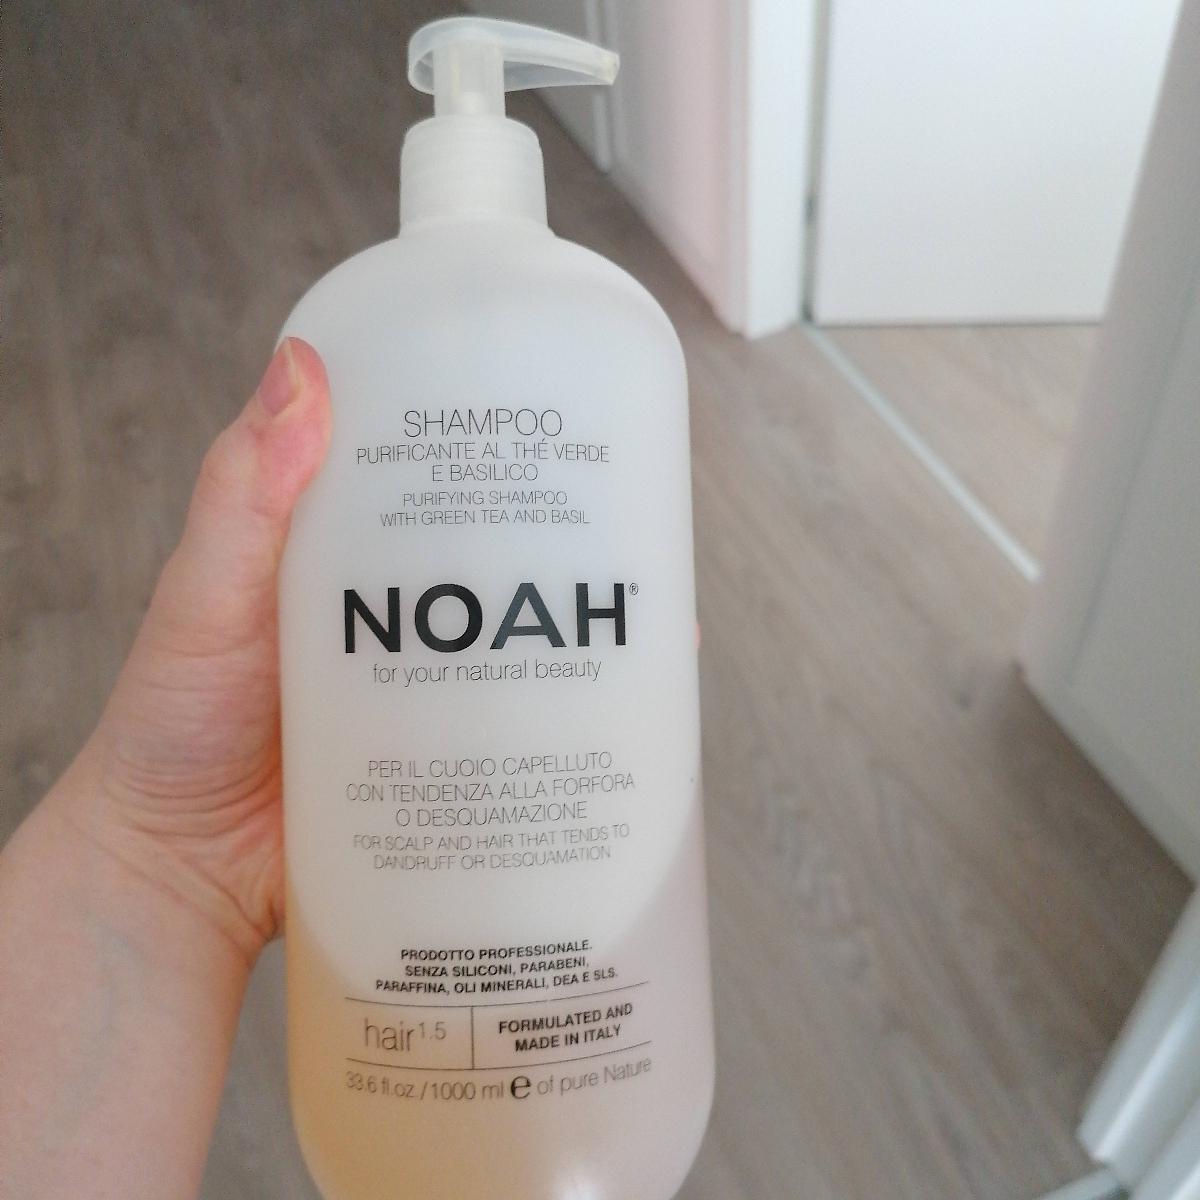 SHAMPOO
PURIFICANTE AL THÉ VERDE
E BASILICO
PURIFYING SHAMPOO
WITH GREEN TEA AND BASIL
NOAH®
for your natural beauty
PER IL CUOIO CAPELLUTO
CON TENDENZA ALLA FORFORA
O DESQUAMAZIONE
FOR SCALP AND HAIR THAT TENDS TO
DANDRUFF OR DESQUAMATION
PRODOTTO PROFESSIONALE.
SENZA SILICONI, PARABENI,
PARAFFINA, OLI MINERALI, DEA E SLS.
hair 1.5
FORMULATED AND
MADE IN ITALY
33.6 fl.oz./1000 ml e of pure Nature